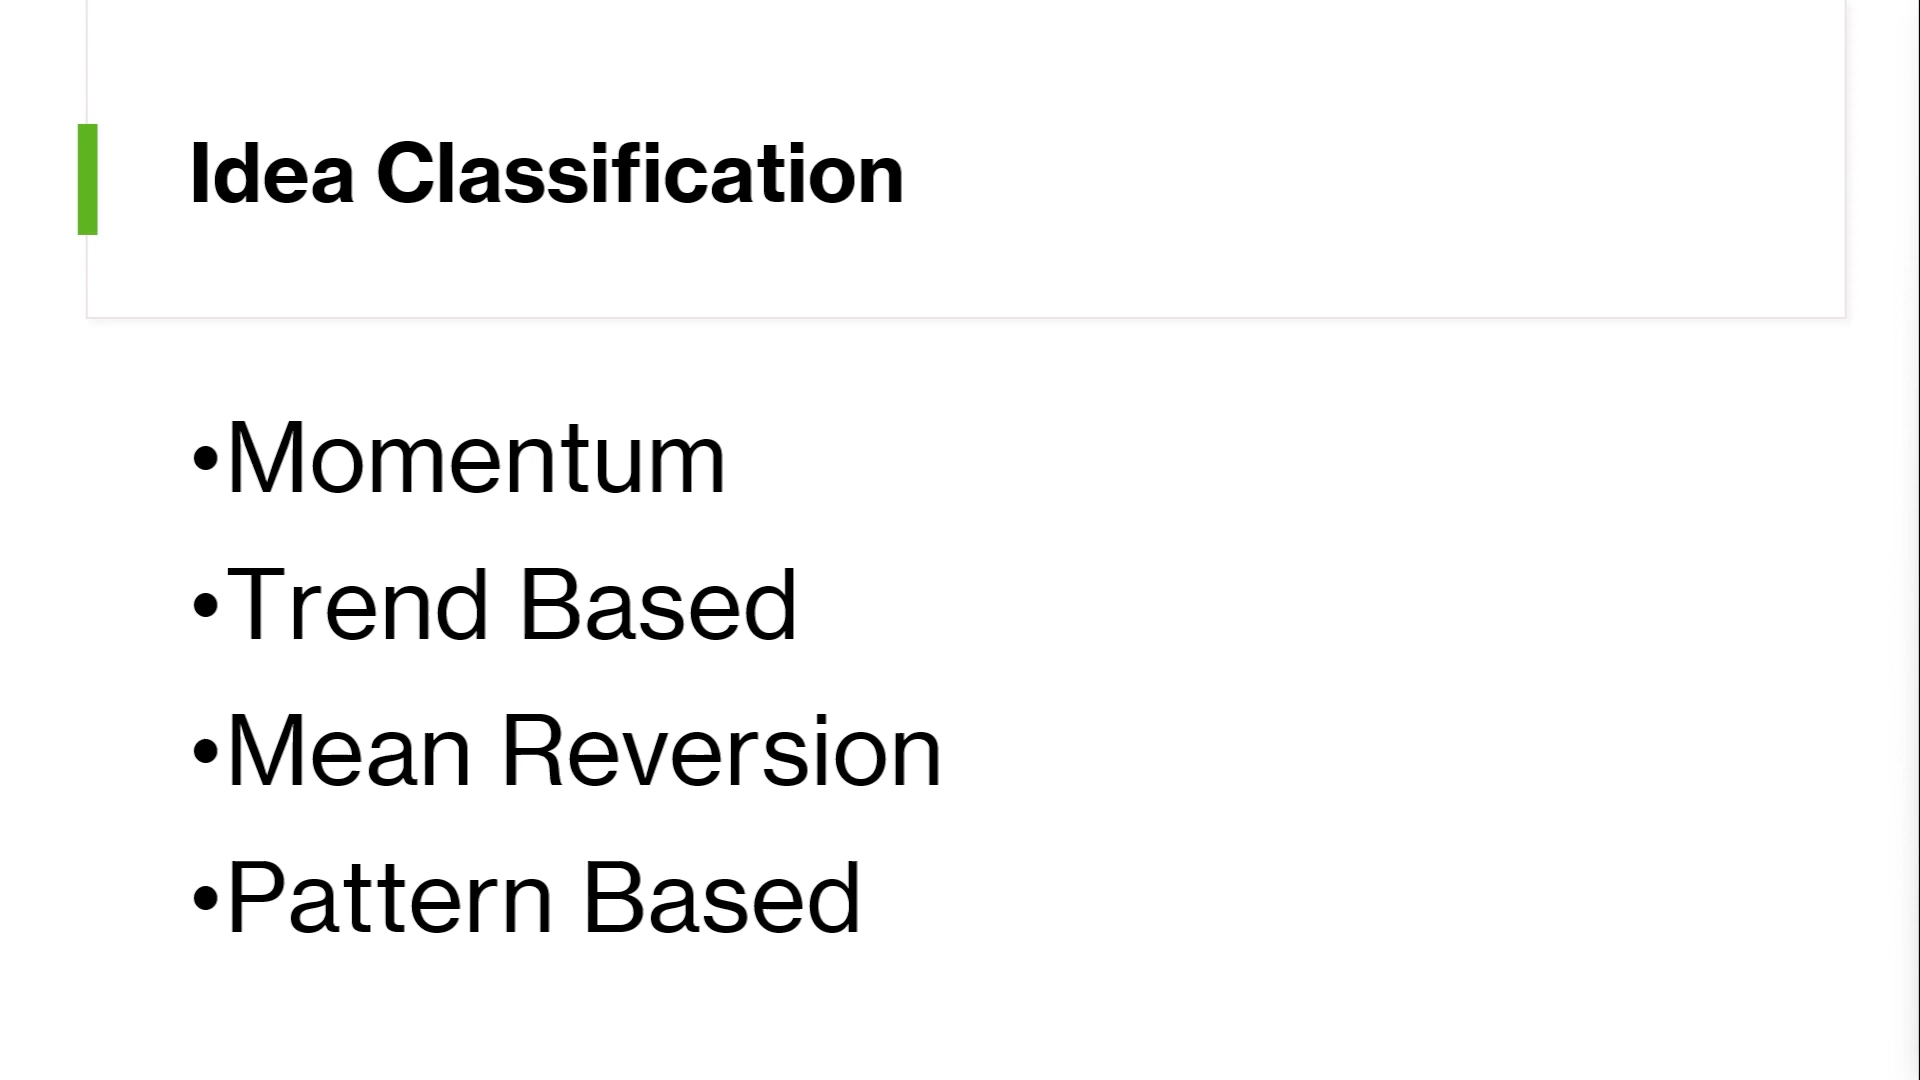 Idea Classification
•Momentum
•Trend Based
•Mean Reversion
•Pattern Based